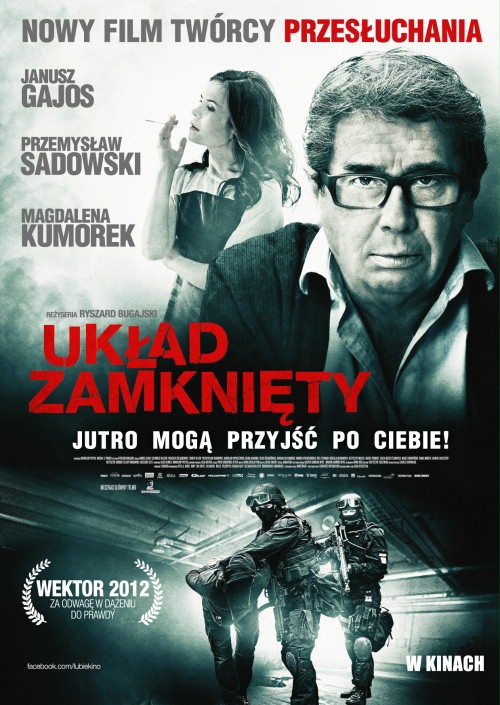 NOWY FILM TWÓRCY PRZESŁUCHANIA
JANUSZ
GAJOS
PRZEMYSŁAW
SADOWSKI
MAGDALENA
KUMOREK
REŻYSERIA RYSZARD BUGAJSKI
UKŁAD
ZAMKNIĘTY
JUTRO MOGĄ PRZYJŚĆ PO CIEBIE!
WEKTOR 2012
ZA ODWAGĘ W DĄŻENIU
DO PRAWDY
facebook.com/lubiekino
W KINACH